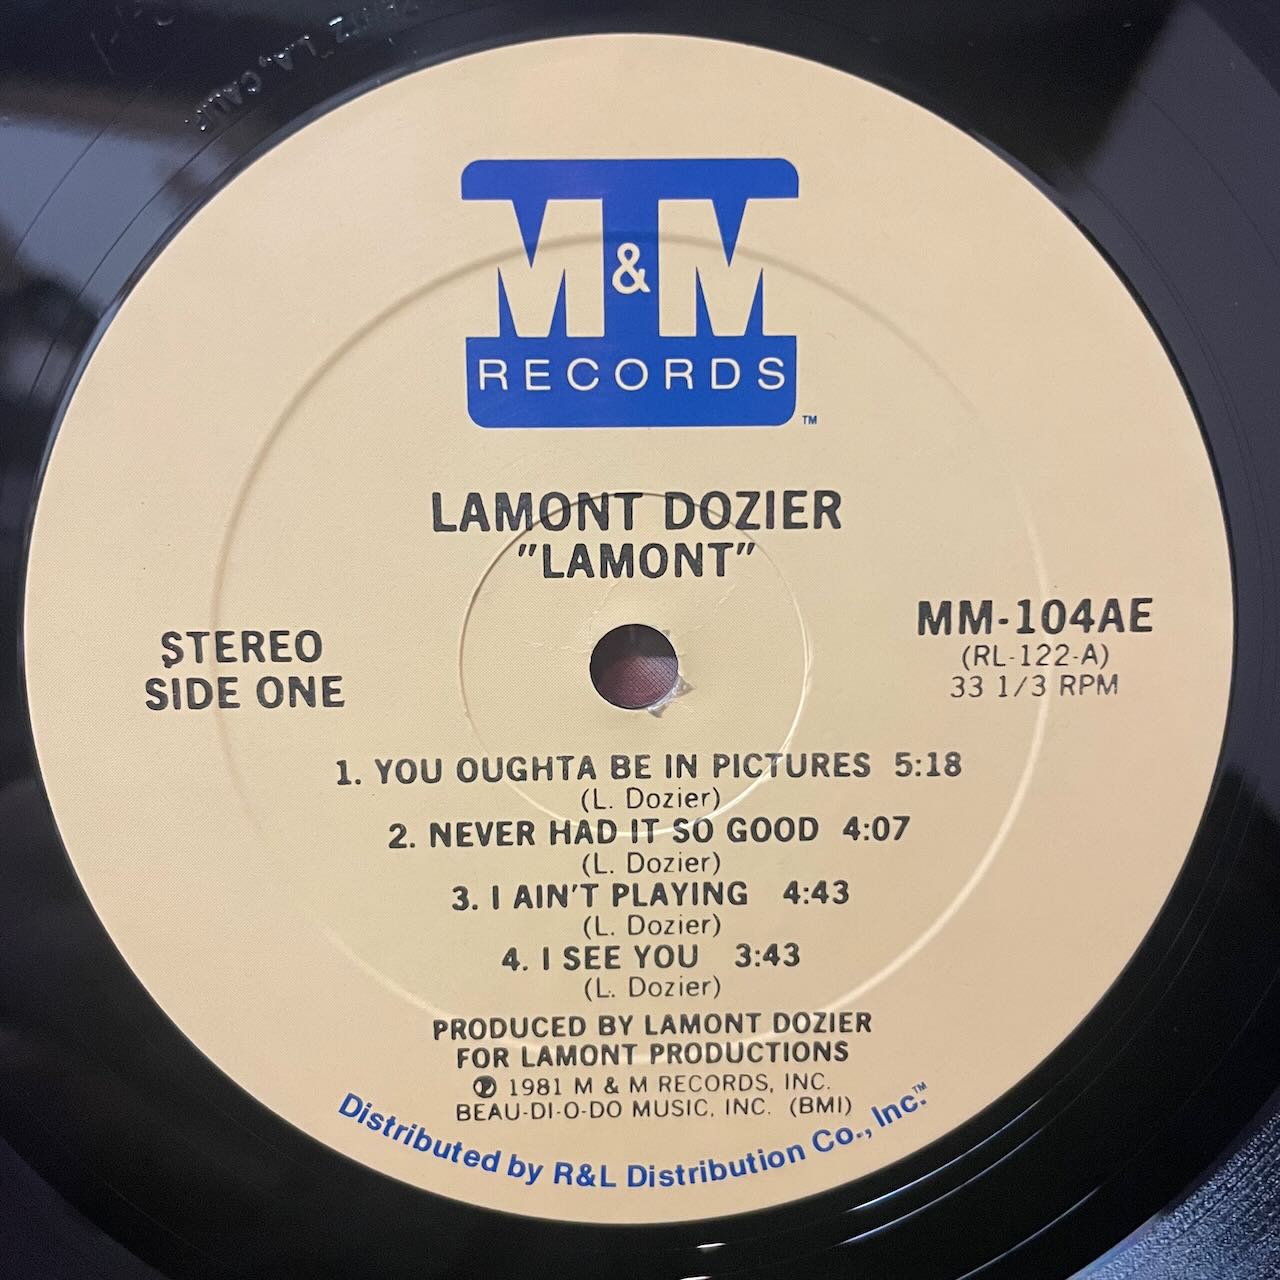 M&M
RECORDS
TM
LAMONT DOZIER
"LAMONT"
STEREO
SIDE ONE
MM-104AE
(RL-122-A)
33 1/3 RPM
1. YOU OUGHTA BE IN PICTURES 5:18
(L. Dozier)
2. NEVER HAD IT SO GOOD 4:07
(L. Dozier)
3. I AIN'T PLAYING 4:43
(L. Dozier)
4. I SEE YOU 3:43
(L. Dozier)
PRODUCED BY LAMONT DOZIER
FOR LAMONT PRODUCTIONS
℗ 1981 M & M RECORDS, INC.
BEAU-DI-O-DO MUSIC, INC. (BMI)
Distributed by R&L Distribution Co., Inc.™
L.A. CALIF.